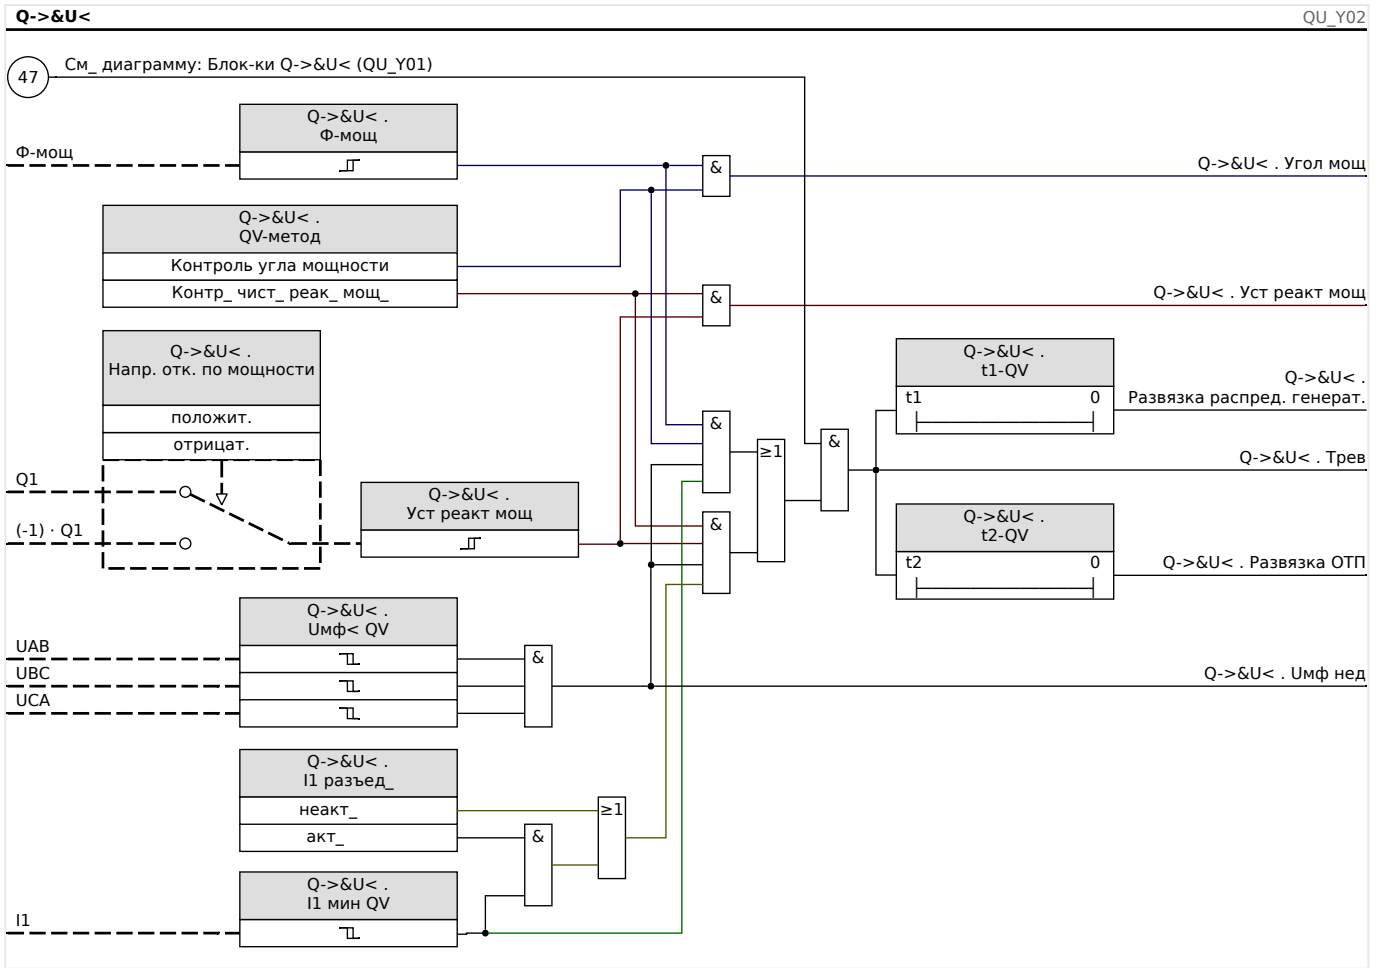 Q->&U<
QU_Y02
47
См_ диаграмму: Блок-ки Q->&U< (QU_Y01)
Q->&U< .
Ф-мощ
Ф-мощ
&
Q->&U< . Угол мощ
Q->&U< .
QV-метод
Контроль угла мощности
Контр_ чист_ реак_ мощ_
&
Q->&U< . Уст реакт мощ
Q->&U< .
Напр. отк. по мощности
положит.
отрицат.
Q->&U< .
t1-QV
t1 0
Q->&U< .
Развязка распред. генерат.
&
≥1
&
Q->&U< . Трев
Q1
(-1) · Q1
Q->&U< .
Уст реакт мощ
&
Q->&U< .
t2-QV
t2 0
Q->&U< . Развязка ОТП
Q->&U< .
Uмф< QV
UAB
UBC
UCA
&
Q->&U< . Uмф нед
Q->&U< .
I1 разъед_
неакт_
акт_
&
≥1
Q->&U< .
I1 мин QV
I1